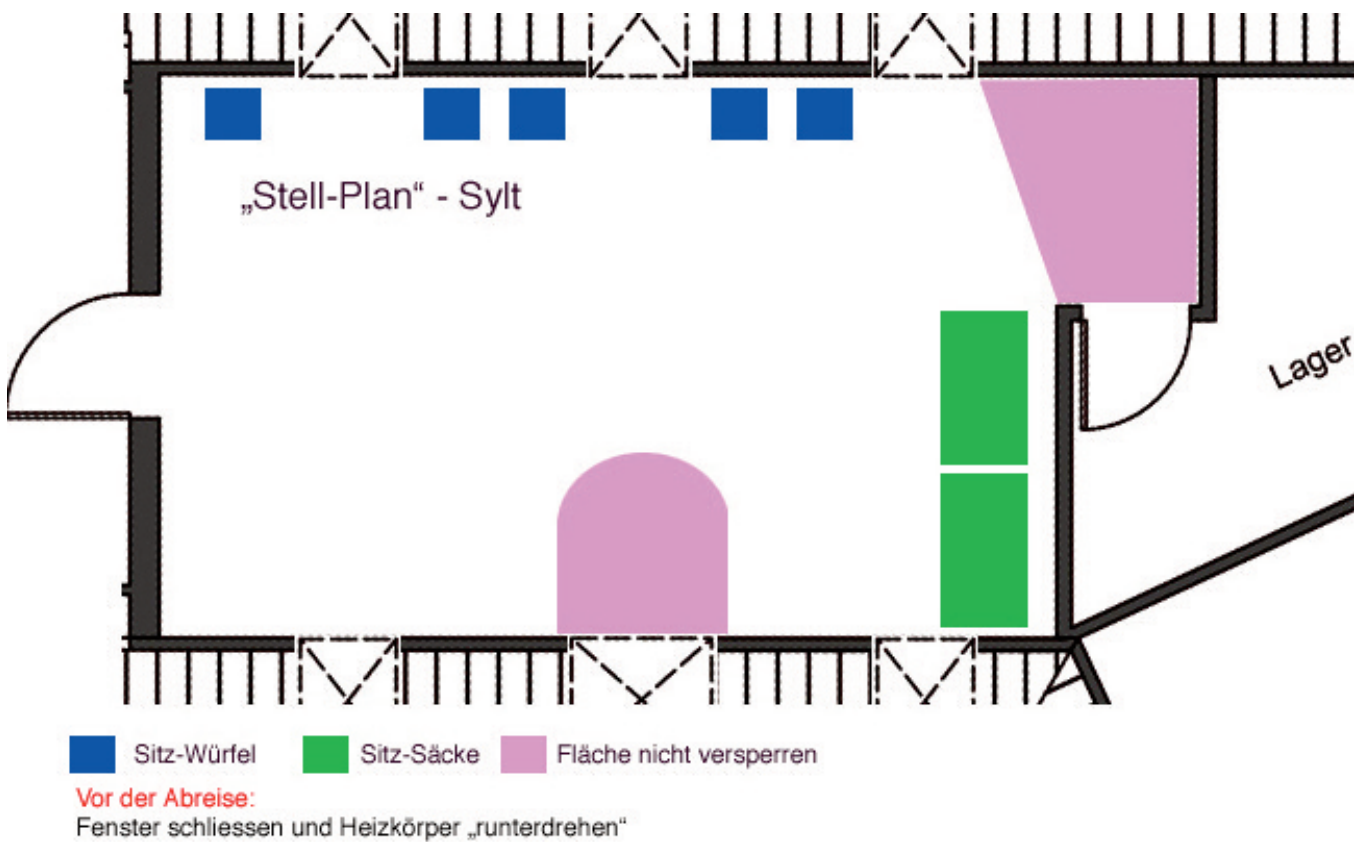 „Stell-Plan“ - Sylt
Lager
Sitz-Würfel
Sitz-Säcke
Fläche nicht versperren
Vor der Abreise:
Fenster schliessen und Heizkörper „runterdrehen“